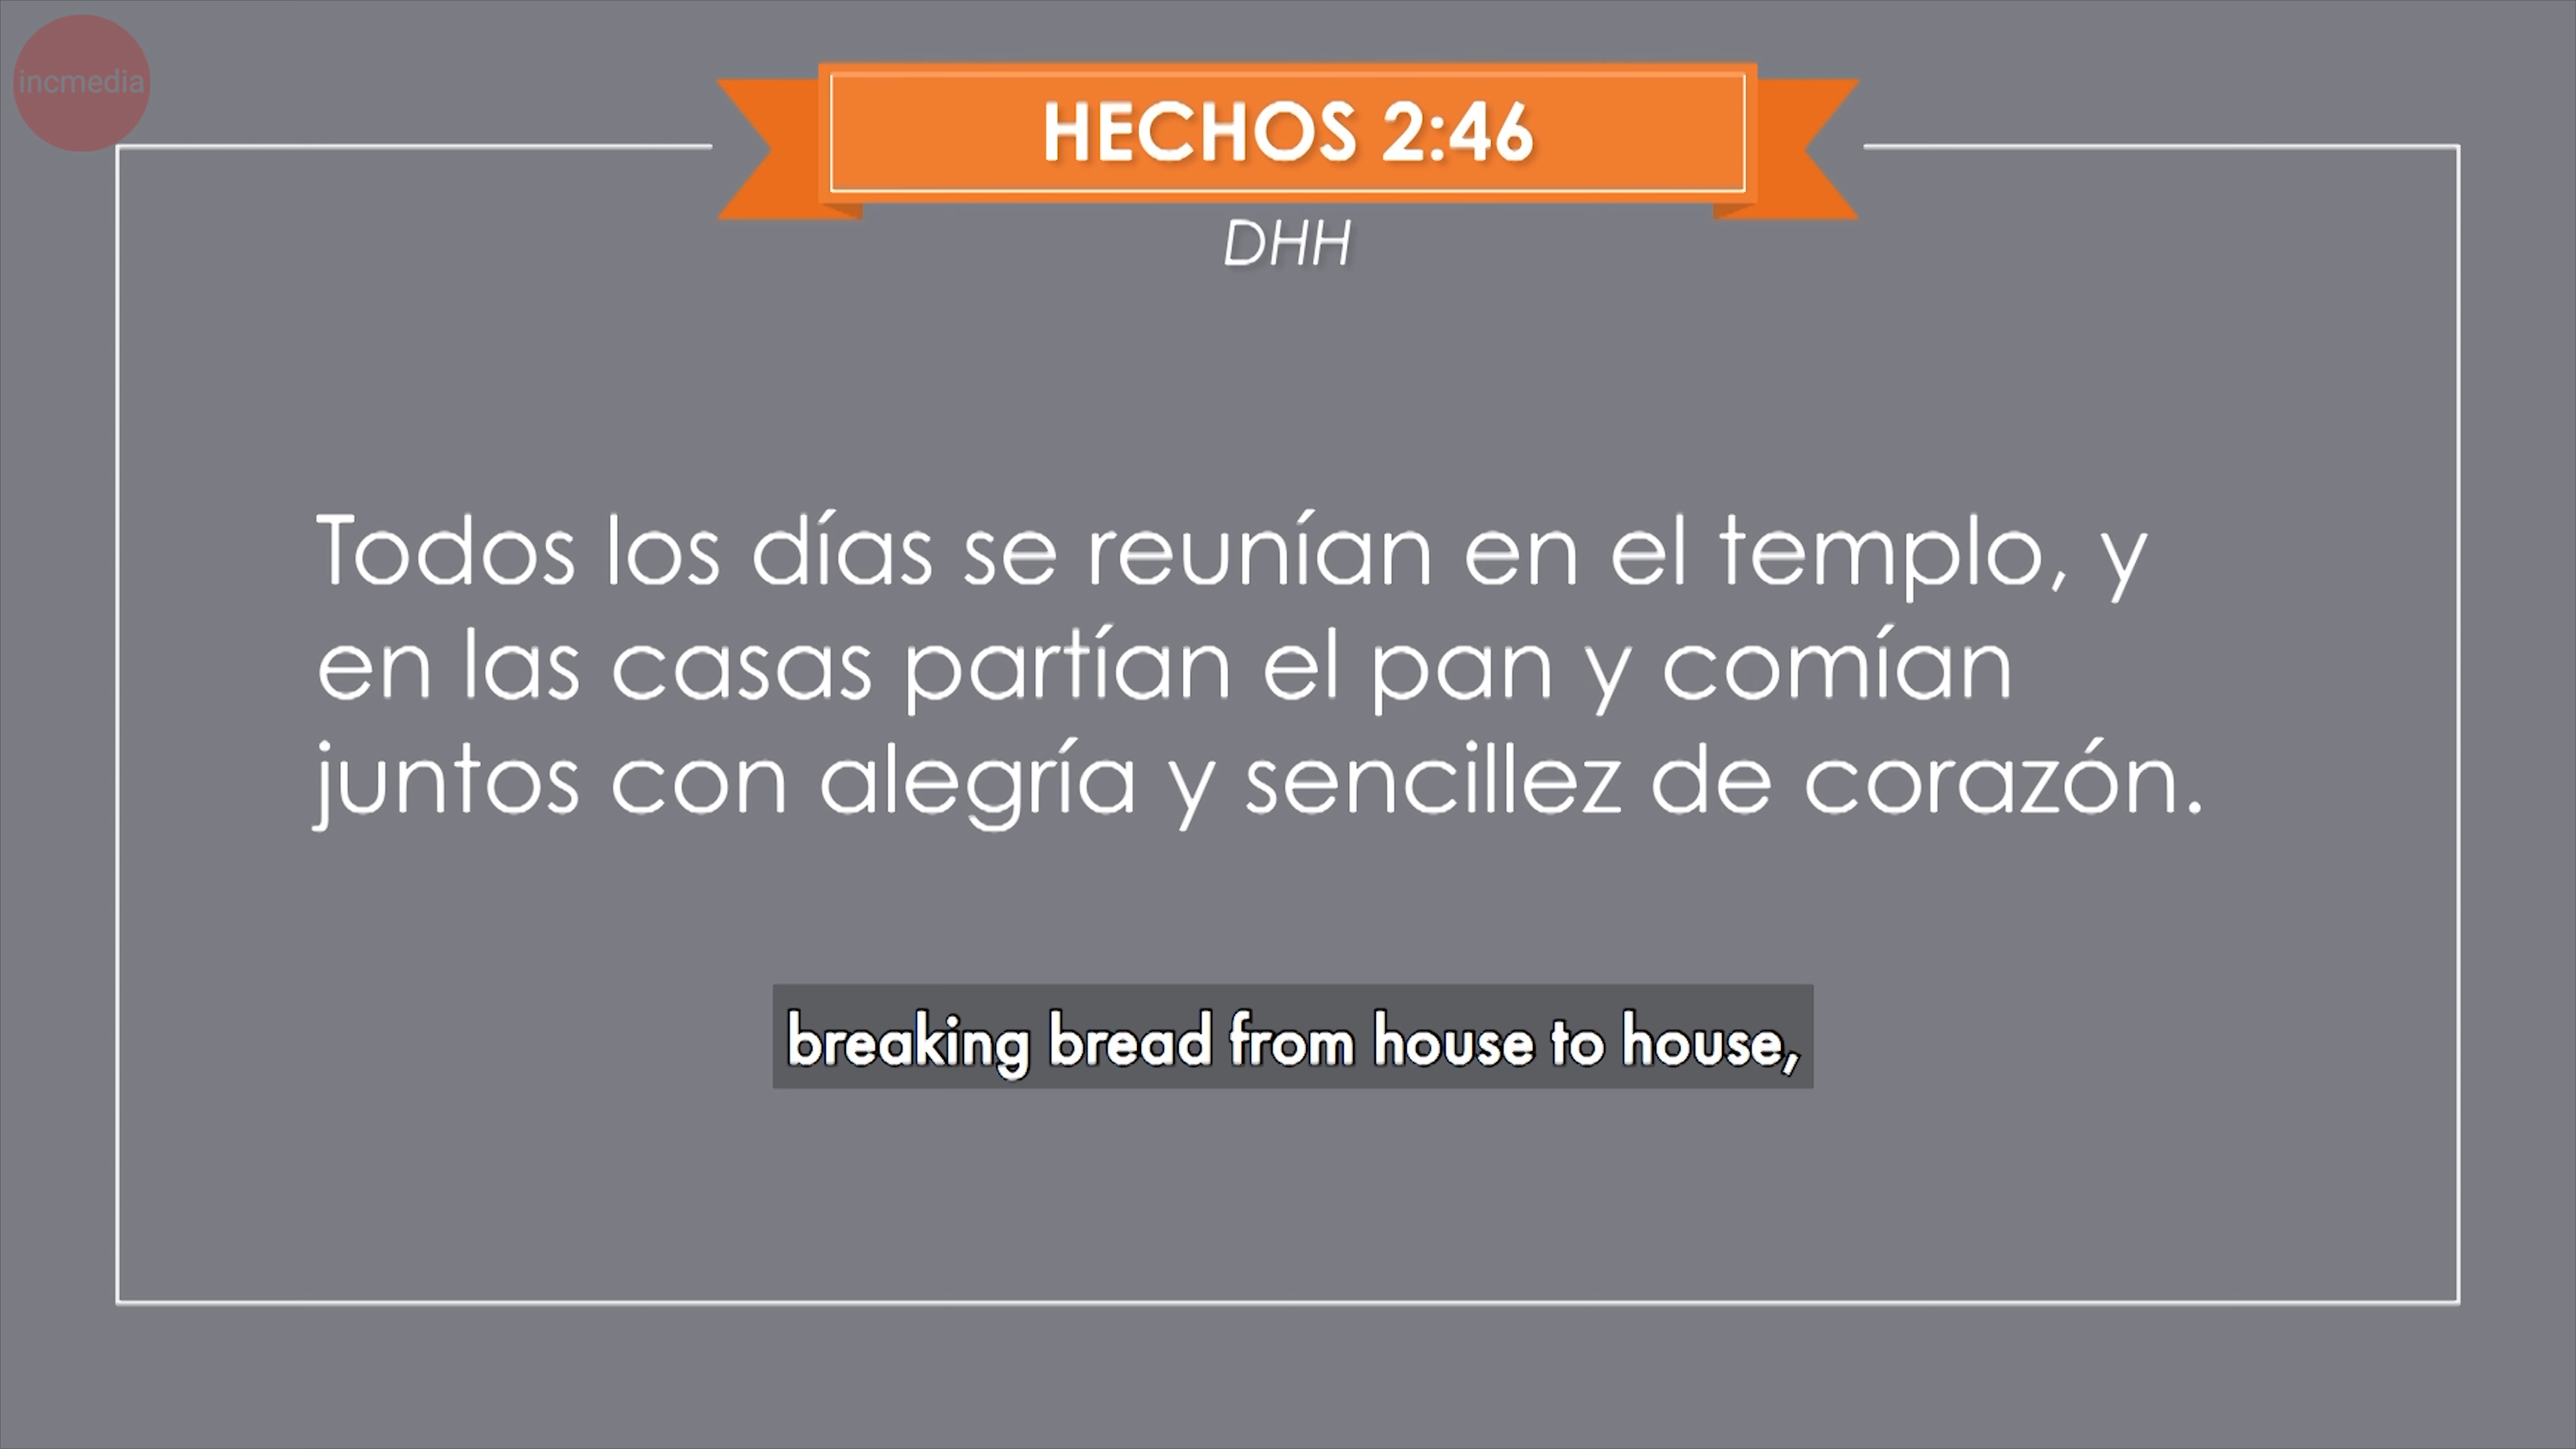 incmedia
HECHOS 2:46
DHH
Todos los días se reunían en el templo, y
en las casas partían el pan y comían
juntos con alegría y sencillez de corazón.
breaking bread from house to house,